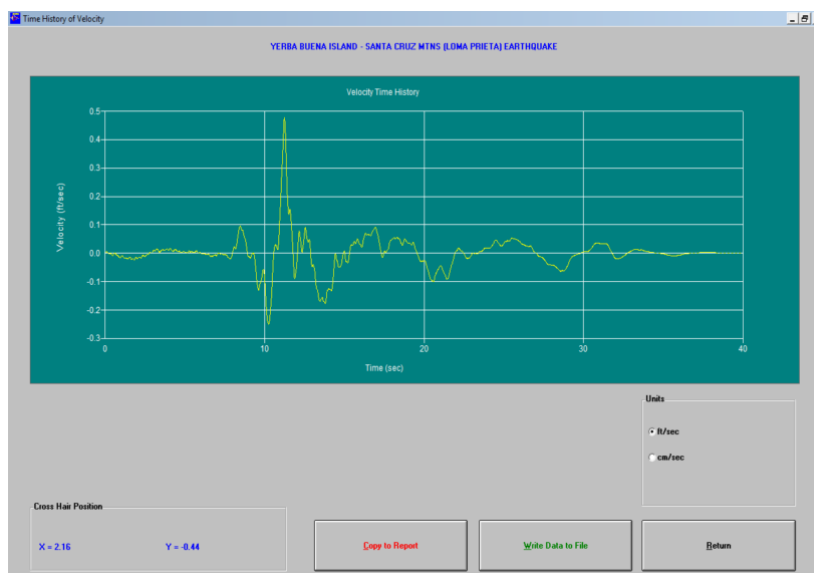 Time History of Velocity
YERBA BUENA ISLAND - SANTA CRUZ MTNS (LOMA PRIETA) EARTHQUAKE
Velocity Time History
0.5
0.4
0.3
0.2
0.1
0.0
-0.1
-0.2
-0.3
Velocity (ft/sec)
0 10 20 30 40
Time (sec)
Units
ft/sec
cm/sec
Cross Hair Position
X = 2.16 Y = -0.44
Copy to Report
Write Data to File
Return